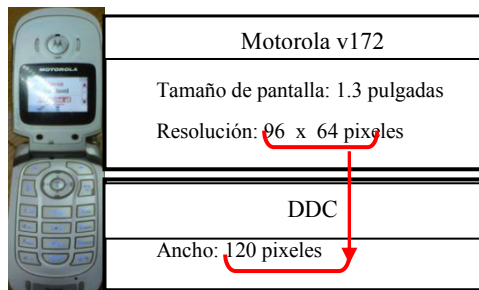 MOTOROLA
Motorola v172
Tamaño de pantalla: 1.3 pulgadas
Resolución: 96 x 64 pixeles
DDC
Ancho: 120 pixeles